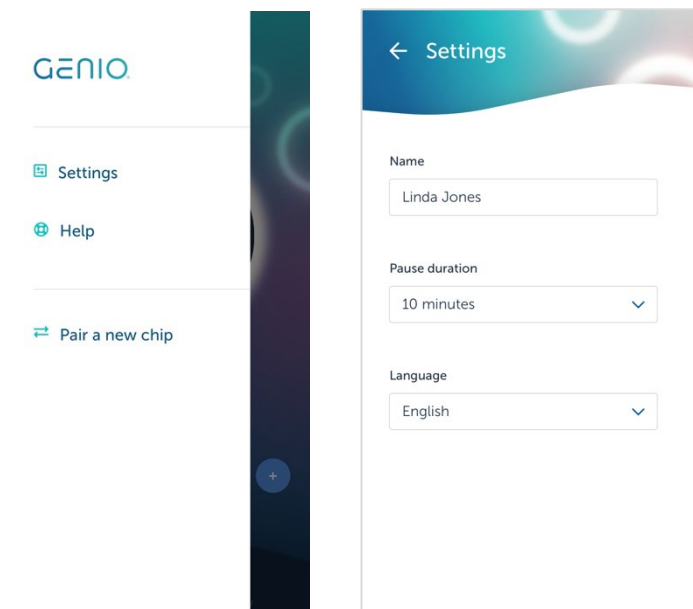 GENIO
Settings
Help
Pair a new chip
+
← Settings
Name
Linda Jones
Pause duration
10 minutes
Language
English